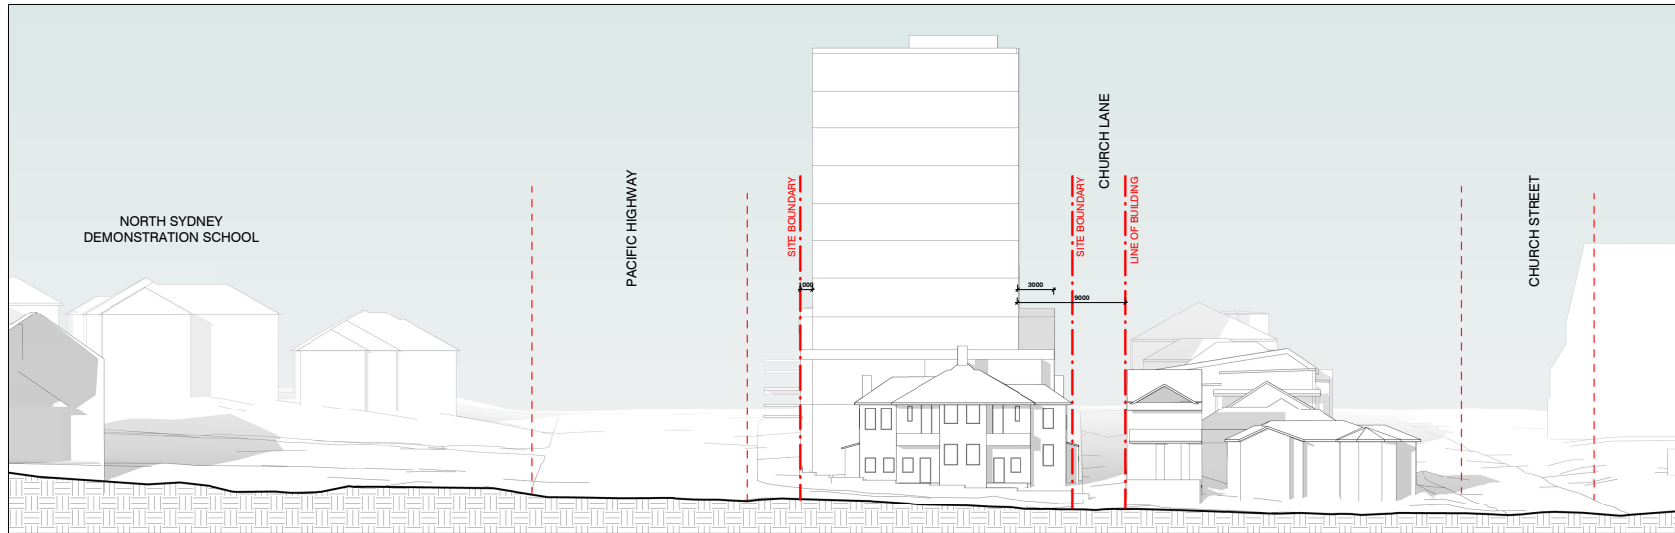 NORTH SYDNEY
DEMONSTRATION SCHOOL
PACIFIC HIGHWAY
SITE BOUNDARY
1000
3000
9000
SITE BOUNDARY
CHURCH LANE
LINE OF BUILDING
CHURCH STREET